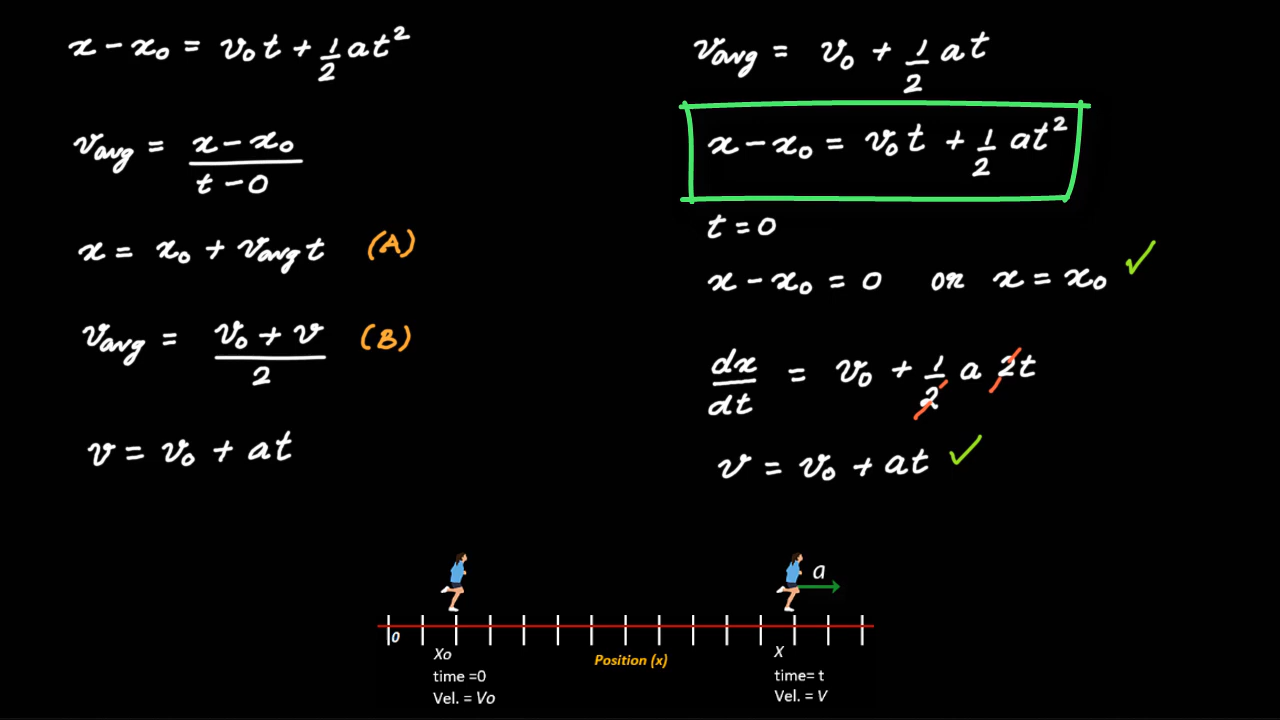 x - x₀ = v₀t + ½at²
v_avg = (x - x₀)/(t - 0)
x = x₀ + v_avg t (A)
v_avg = (v₀ + v)/2 (B)
v = v₀ + at
v_avg = v₀ + ½at
x - x₀ = v₀t + ½at²
t = 0
x - x₀ = 0 or x = x₀ ✓
dx/dt = v₀ + ½ a 2t
v = v₀ + at ✓
a
0
Xo
time =0
Vel. = Vo
Position (x)
X
time= t
Vel. = V